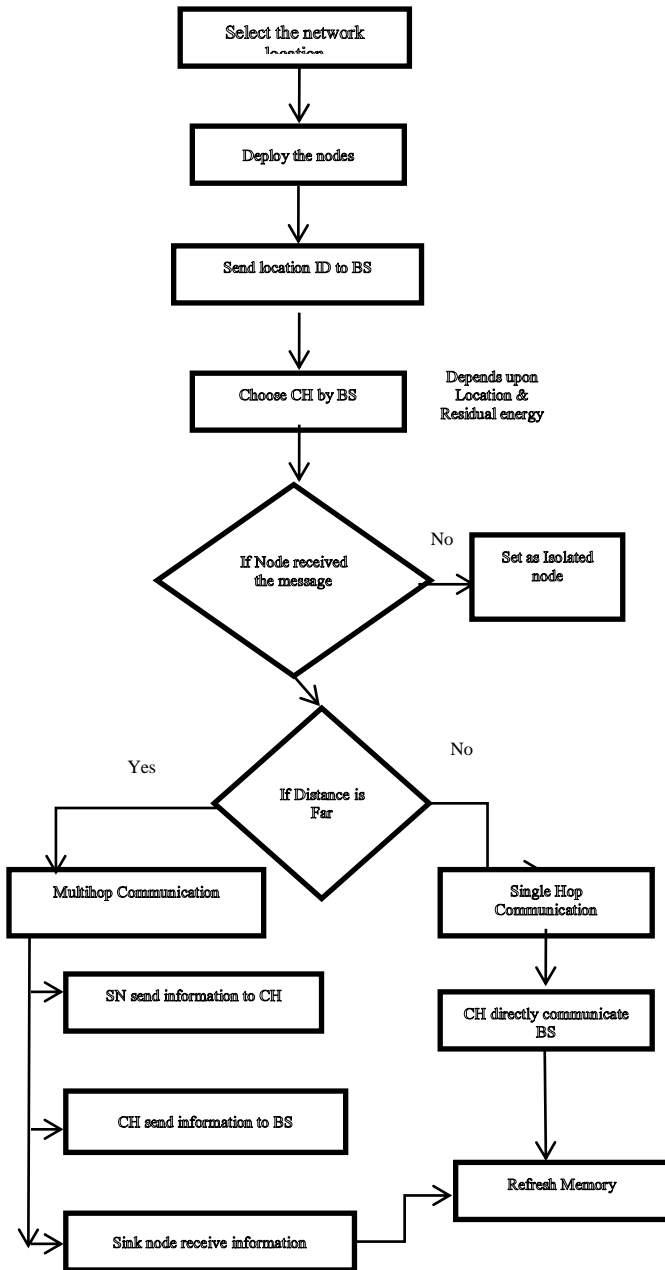 Select the network
location
Deploy the nodes
Send location ID to BS
Choose CH by BS
Depends upon
Location &
Residual energy
If Node received
the message
No
Set as Isolated
node
Yes
No
If Distance is
Far
Multihop Communication
Single Hop
Communication
SN send information to CH
CH directly communicate
BS
CH send information to BS
Refresh Memory
Sink node receive information